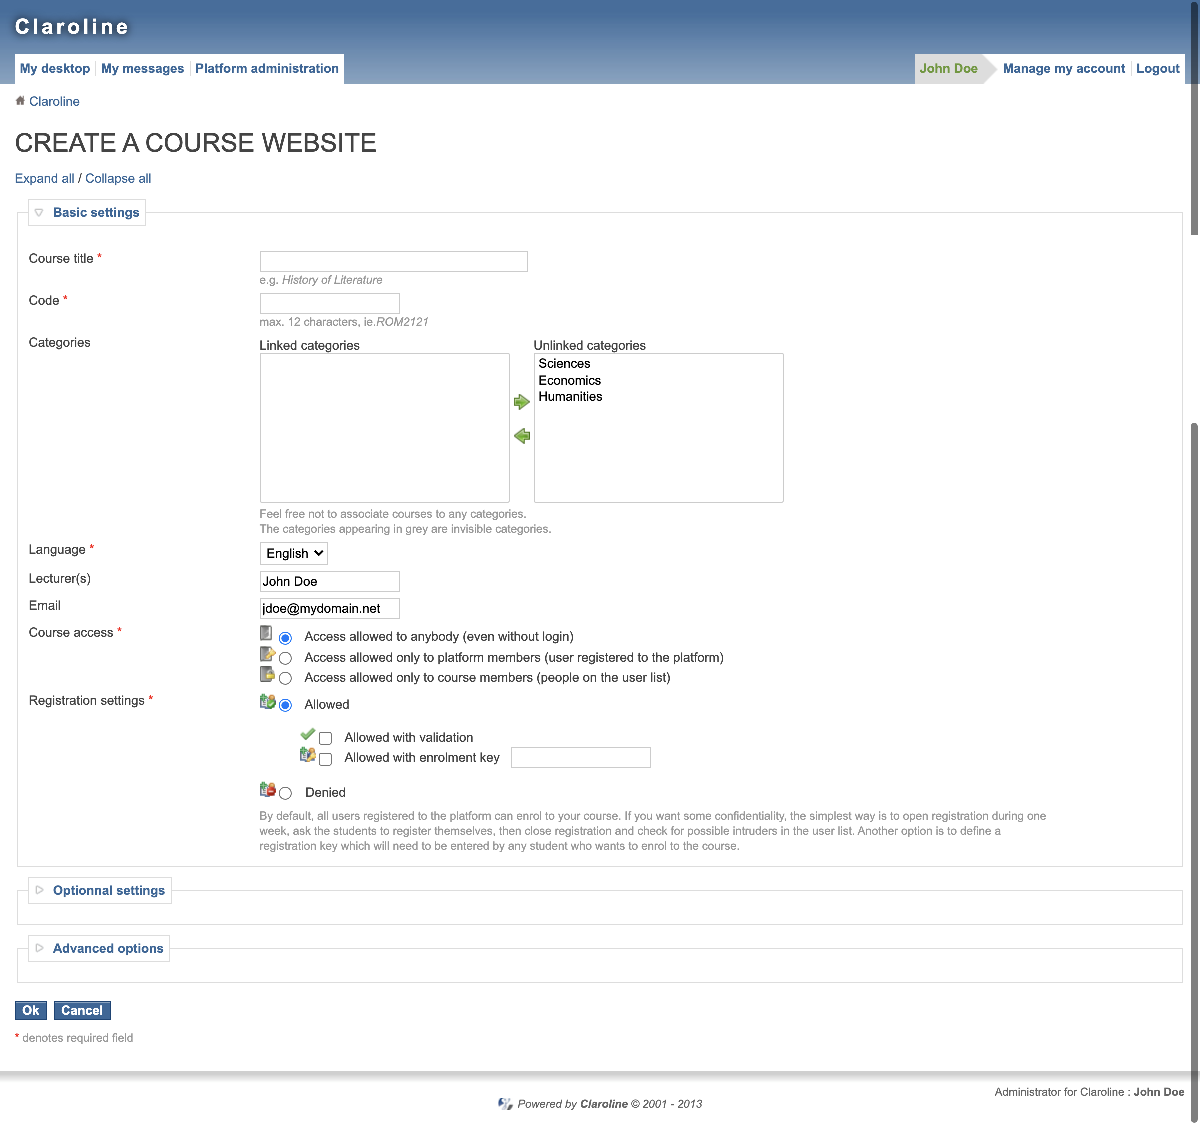 Claroline
My desktop My messages Platform administration John Doe Manage my account Logout
Claroline
CREATE A COURSE WEBSITE
Expand all / Collapse all
Basic settings
Course title *
e.g. History of Literature
Code *
max. 12 characters, ie.ROM2121
Categories
Linked categories Unlinked categories
Sciences
Economics
Humanities
Feel free not to associate courses to any categories.
The categories appearing in grey are invisible categories.
Language * English
Lecturer(s) John Doe
Email jdoe@mydomain.net
Course access * Access allowed to anybody (even without login)
Access allowed only to platform members (user registered to the platform)
Access allowed only to course members (people on the user list)
Registration settings * Allowed
Allowed with validation
Allowed with enrolment key
Denied
By default, all users registered to the platform can enrol to your course. If you want some confidentiality, the simplest way is to open registration during one
week, ask the students to register themselves, then close registration and check for possible intruders in the user list. Another option is to define a
registration key which will need to be entered by any student who wants to enrol to the course.
Optionnal settings
Advanced options
Ok Cancel
* denotes required field
Administrator for Claroline : John Doe
Powered by Claroline © 2001 - 2013